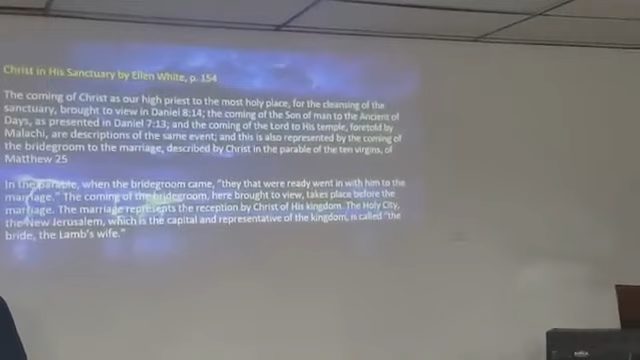 Christ in His Sanctuary by Ellen White, p. 154
The coming of Christ as our high priest to the most holy place, for the cleansing of the
sanctuary, brought to view in Daniel 8:14; the coming of the Son of man to the Ancient of
Days, as presented in Daniel 7:13; and the coming of the Lord to His temple, foretold by
Malachi, are descriptions of the same event; and this is also represented by the coming of
the bridegroom to the marriage, described by Christ in the parable of the ten virgins, of
Matthew 25
In the parable, when the bridegroom came, "they that were ready went in with him to the
marriage." The coming of the bridegroom, here brought to view, takes place before the
marriage. The marriage represents the reception by Christ of His kingdom. The Holy City,
the New Jerusalem, which is the capital and representative of the kingdom, is called "the
bride, the Lamb's wife."